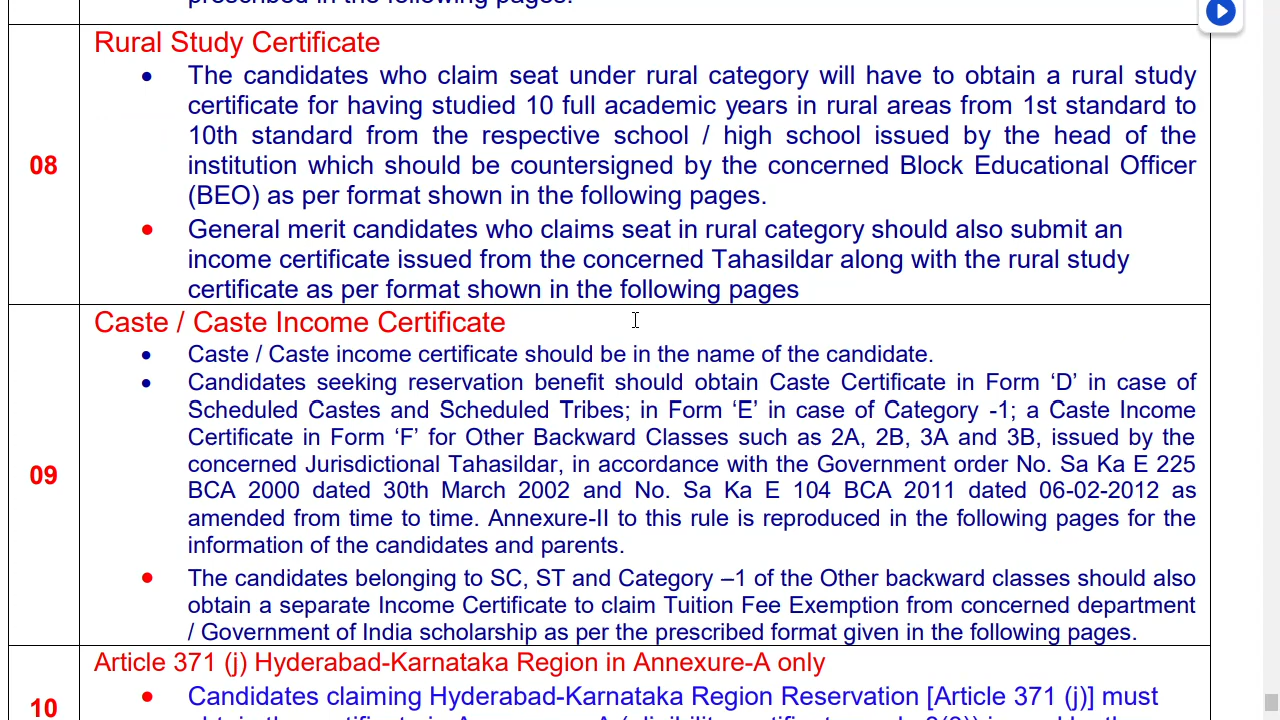 prescribed in the following pages.
08
Rural Study Certificate
• The candidates who claim seat under rural category will have to obtain a rural study
certificate for having studied 10 full academic years in rural areas from 1st standard to
10th standard from the respective school / high school issued by the head of the
institution which should be countersigned by the concerned Block Educational Officer
(BEO) as per format shown in the following pages.
• General merit candidates who claims seat in rural category should also submit an
income certificate issued from the concerned Tahasildar along with the rural study
certificate as per format shown in the following pages
09
Caste / Caste Income Certificate
• Caste / Caste income certificate should be in the name of the candidate.
• Candidates seeking reservation benefit should obtain Caste Certificate in Form ‘D’ in case of
Scheduled Castes and Scheduled Tribes; in Form ‘E’ in case of Category -1; a Caste Income
Certificate in Form ‘F’ for Other Backward Classes such as 2A, 2B, 3A and 3B, issued by the
concerned Jurisdictional Tahasildar, in accordance with the Government order No. Sa Ka E 225
BCA 2000 dated 30th March 2002 and No. Sa Ka E 104 BCA 2011 dated 06-02-2012 as
amended from time to time. Annexure-II to this rule is reproduced in the following pages for the
information of the candidates and parents.
• The candidates belonging to SC, ST and Category –1 of the Other backward classes should also
obtain a separate Income Certificate to claim Tuition Fee Exemption from concerned department
/ Government of India scholarship as per the prescribed format given in the following pages.
10
Article 371 (j) Hyderabad-Karnataka Region in Annexure-A only
• Candidates claiming Hyderabad-Karnataka Region Reservation [Article 371 (j)] must